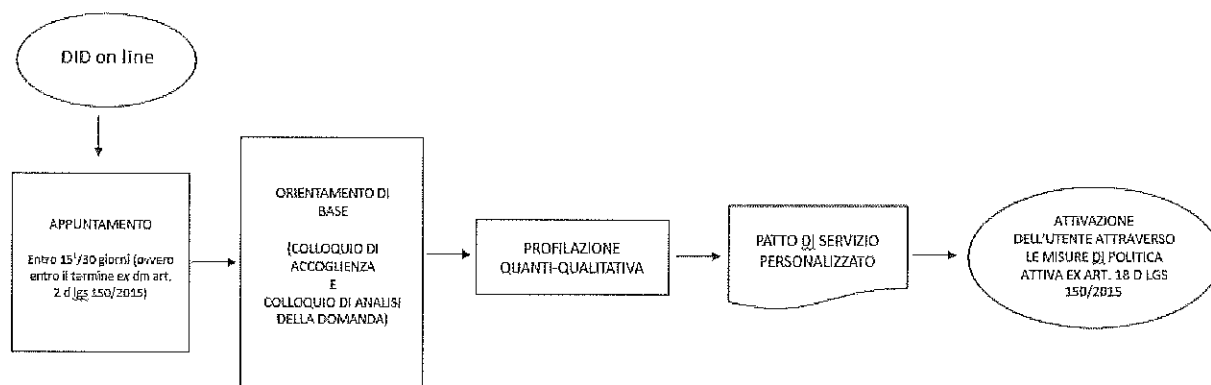 DID on line
APPUNTAMENTO
Entro 15¹/30 giorni (ovvero
entro il termine ex dm art.
2 d lgs 150/2015)
ORIENTAMENTO DI
BASE
(COLLOQUIO DI
ACCOGLIENZA
E
COLLOQUIO DI ANALISI
DELLA DOMANDA)
PROFILAZIONE
QUANTI-QUALITATIVA
PATTO DI SERVIZIO
PERSONALIZZATO
ATTIVAZIONE
DELL'UTENTE ATTRAVERSO
LE MISURE DI POLITICA
ATTIVA EX ART. 18 D LGS
150/2015